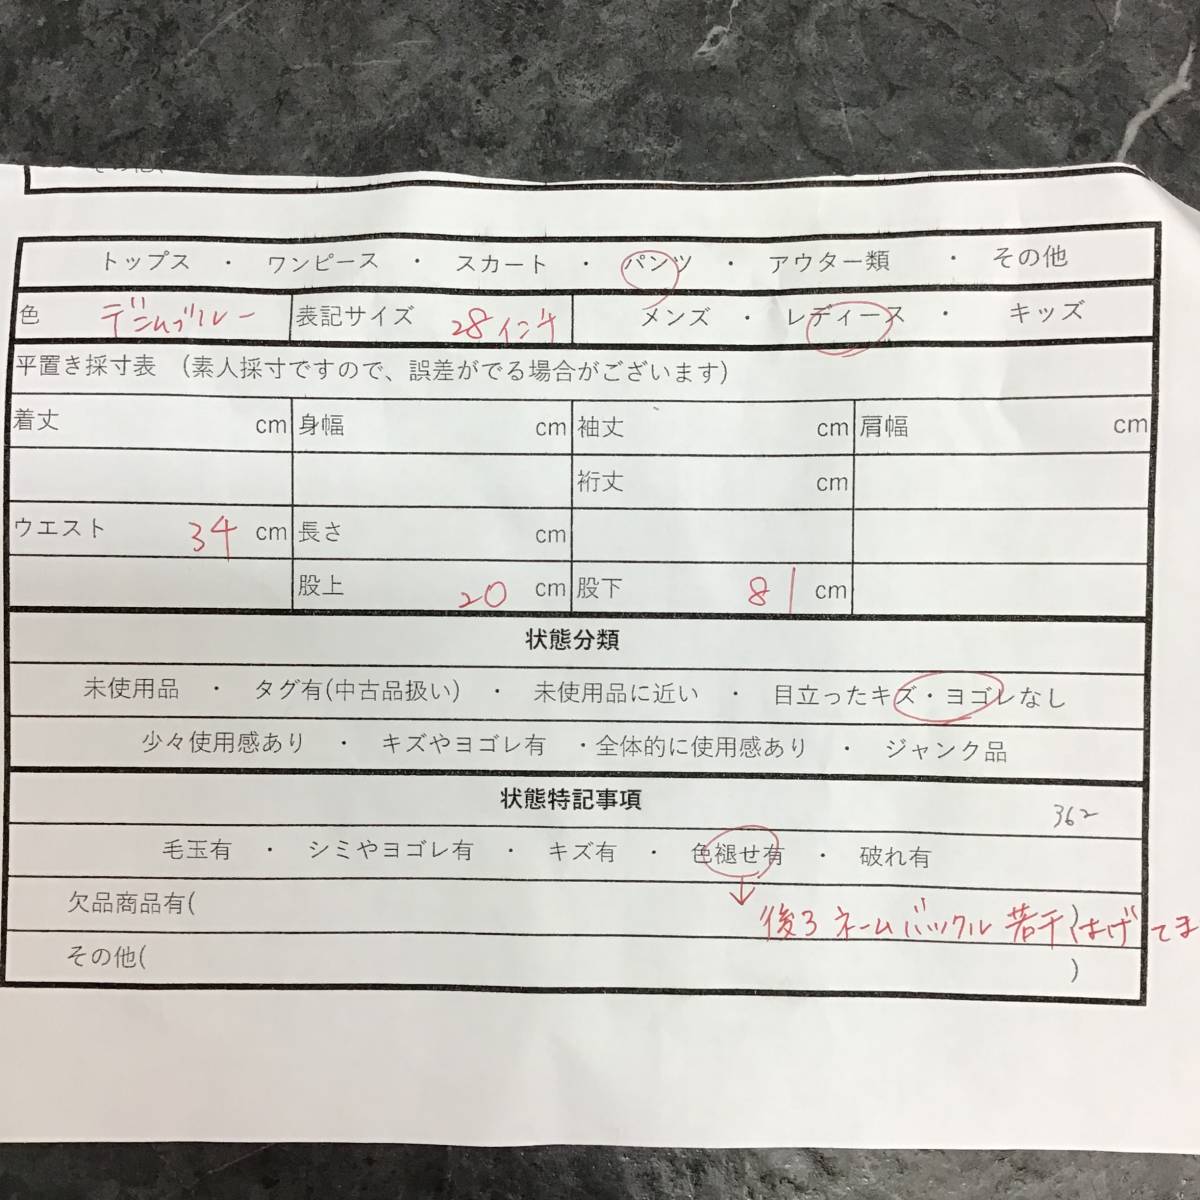 その他、
トップス ・ ワンピース ・ スカート ・ パンツ ・ アウター類 ・ その他
色 デニムブルー 表記サイズ 28インチ メンズ ・ レディース ・ キッズ
平置き採寸表 (素人採寸ですので、誤差がでる場合がございます)
着丈 cm 身幅 cm 袖丈 cm 肩幅 cm
裄丈 cm
ウエスト 34 cm 長さ cm
股上 20 cm 股下 81 cm
状態分類
未使用品 ・ タグ有(中古品扱い) ・ 未使用品に近い ・ 目立ったキズ・ヨゴレなし
少々使用感あり ・ キズやヨゴレ有 ・全体的に使用感あり ・ ジャンク品
状態特記事項
362
毛玉有 ・ シミやヨゴレ有 ・ キズ有 ・ 色褪せ有 ・ 破れ有
欠品商品有( )
後ろネームバックル 若干はげてま
その他( )